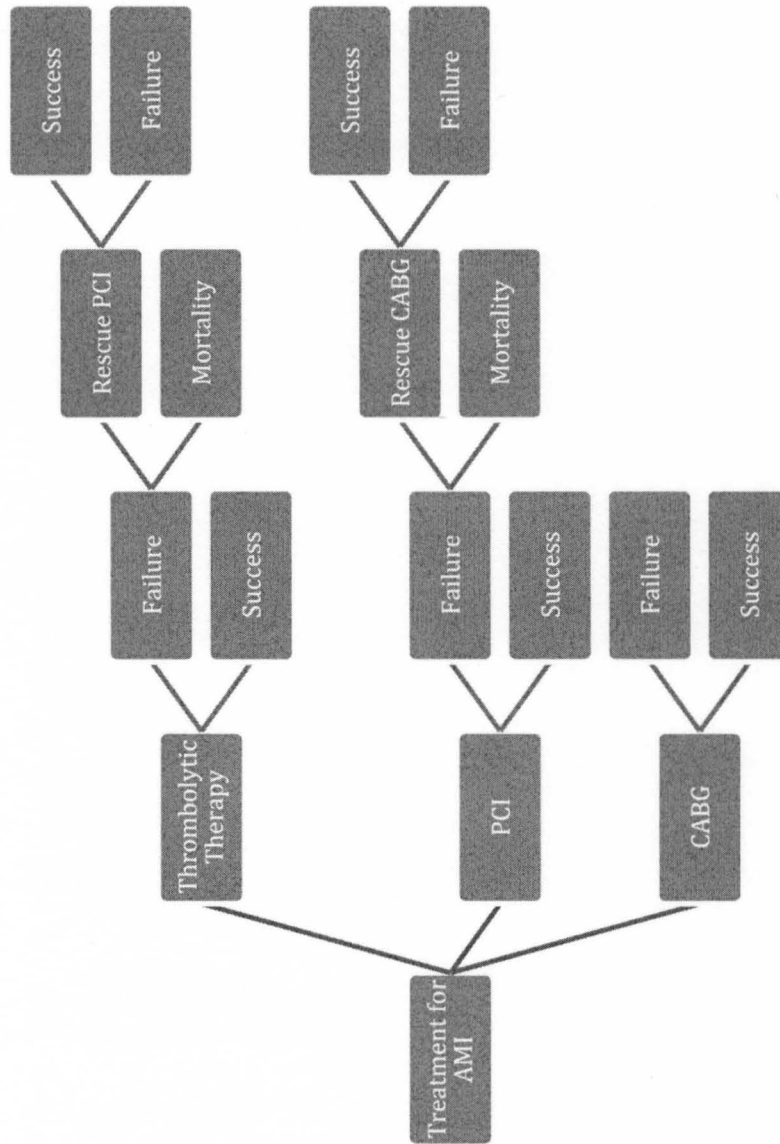 Treatment for
AMI
Thrombolytic
Therapy
Failure
Rescue PCI
Success
Failure
Mortality
Success
PCI
Failure
Rescue CABG
Success
Failure
Mortality
Success
CABG
Failure
Success